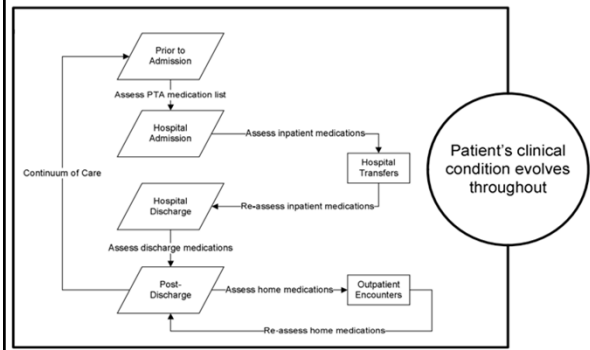 Prior to
Admission
Assess PTA medication list
Hospital
Admission
Assess inpatient medications
Hospital
Transfers
Patient's clinical
condition evolves
throughout
Continuum of Care
Hospital
Discharge
Re-assess inpatient medications
Assess discharge medications
Post-
Discharge
Assess home medications
Outpatient
Encounters
Re-assess home medications